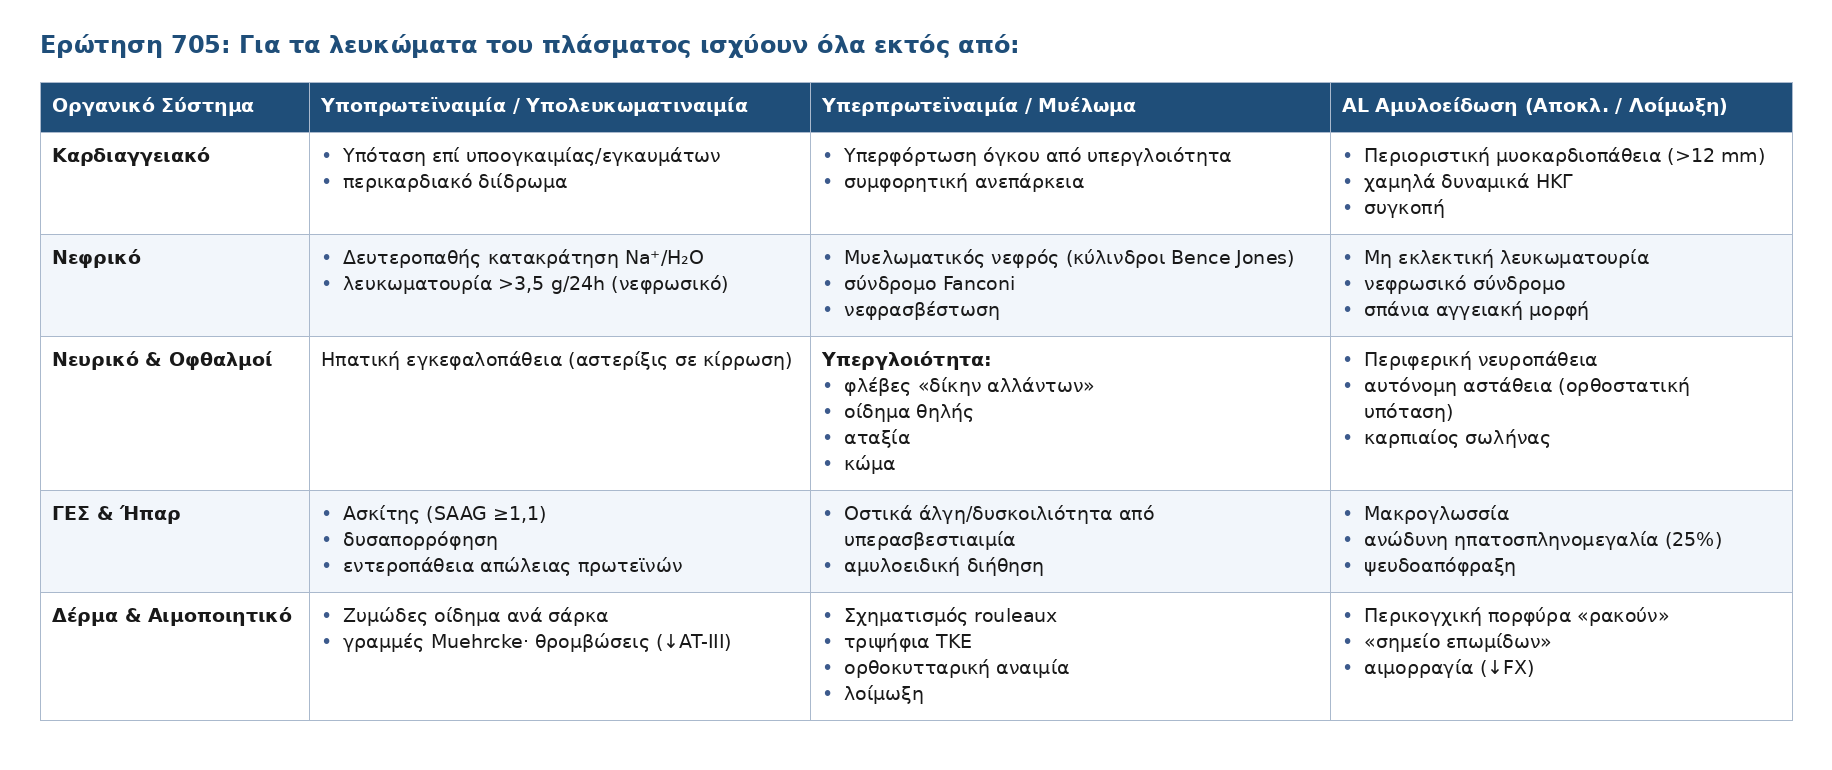 Ερώτηση 705: Για τα λευκώματα του πλάσματος ισχύουν όλα εκτός από:
Οργανικό Σύστημα
Υποπρωτεϊναιμία / Υπολευκωματιναιμία
Υπερπρωτεϊναιμία / Μυέλωμα
AL Αμυλοείδωση (Αποκλ. / Λοίμωξη)
Καρδιαγγειακό
• Υπόταση επί υποογκαιμίας/εγκαυμάτων
• περικαρδιακό διίδρωμα
• Υπερφόρτωση όγκου από υπεργλοιότητα
• συμφορητική ανεπάρκεια
• Περιοριστική μυοκαρδιοπάθεια (>12 mm)
• χαμηλά δυναμικά ΗΚΓ
• συγκοπή
Νεφρικό
• Δευτεροπαθής κατακράτηση Na⁺/H₂O
• λευκωματουρία >3,5 g/24h (νεφρωσικό)
• Μυελωματικός νεφρός (κύλινδροι Bence Jones)
• σύνδρομο Fanconi
• νεφρασβέστωση
• Μη εκλεκτική λευκωματουρία
• νεφρωσικό σύνδρομο
• σπάνια αγγειακή μορφή
Νευρικό & Οφθαλμοί
Ηπατική εγκεφαλοπάθεια (αστερίξις σε κίρρωση)
Υπεργλοιότητα:
• φλέβες «δίκην αλλάντων»
• οίδημα θηλής
• αταξία
• κώμα
• Περιφερική νευροπάθεια
• αυτόνομη αστάθεια (ορθοστατική
υπόταση)
• καρπιαίος σωλήνας
ΓΕΣ & Ήπαρ
• Ασκίτης (SAAG ≥1,1)
• δυσαπορρόφηση
• εντεροπάθεια απώλειας πρωτεϊνών
• Οστικά άλγη/δυσκοιλιότητα από
υπερασβεστιαιμία
• αμυλοειδική διήθηση
• Μακρογλωσσία
• ανώδυνη ηπατοσπληνομεγαλία (25%)
• ψευδοαπόφραξη
Δέρμα & Αιμοποιητικό
• Ζυμώδες οίδημα ανά σάρκα
• γραμμές Muehrcke· θρομβώσεις (↓AT-III)
• Σχηματισμός rouleaux
• τριψήφια ΤΚΕ
• ορθοκυτταρική αναιμία
• λοίμωξη
• Περικογχική πορφύρα «ρακούν»
• «σημείο επωμίδων»
• αιμορραγία (↓FX)